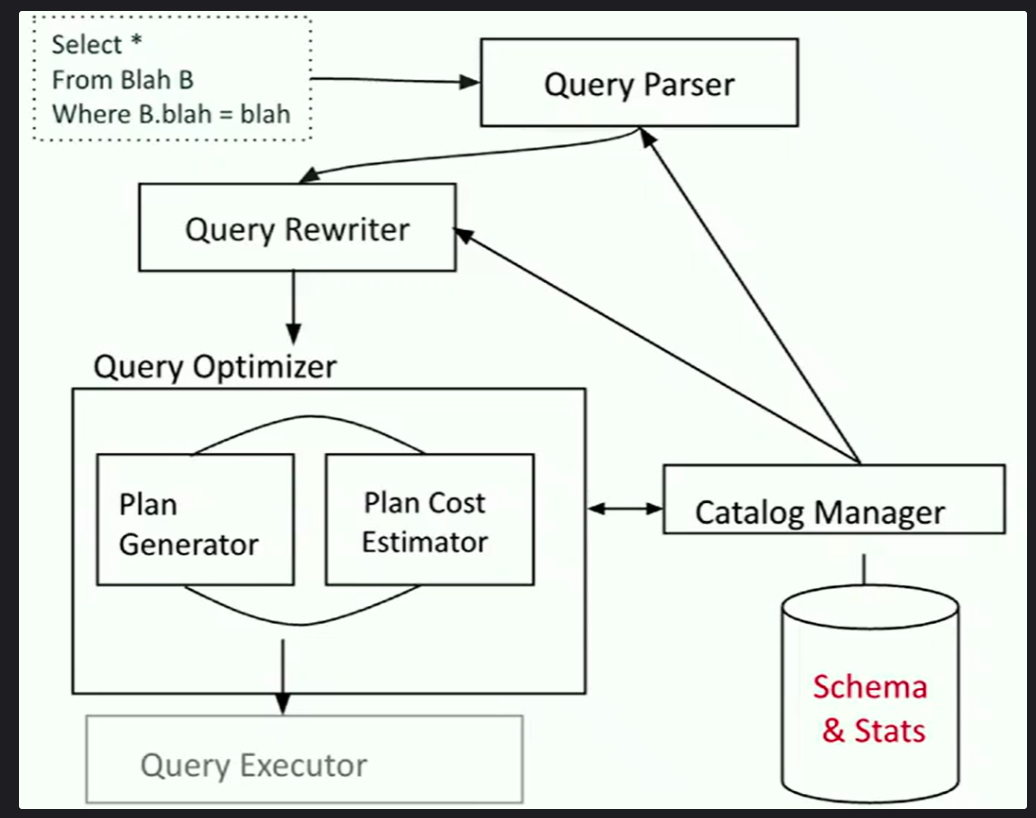 Select *
From Blah B
Where B.blah = blah
Query Parser
Query Rewriter
Query Optimizer
Plan
Generator
Plan Cost
Estimator
Catalog Manager
Schema
& Stats
Query Executor